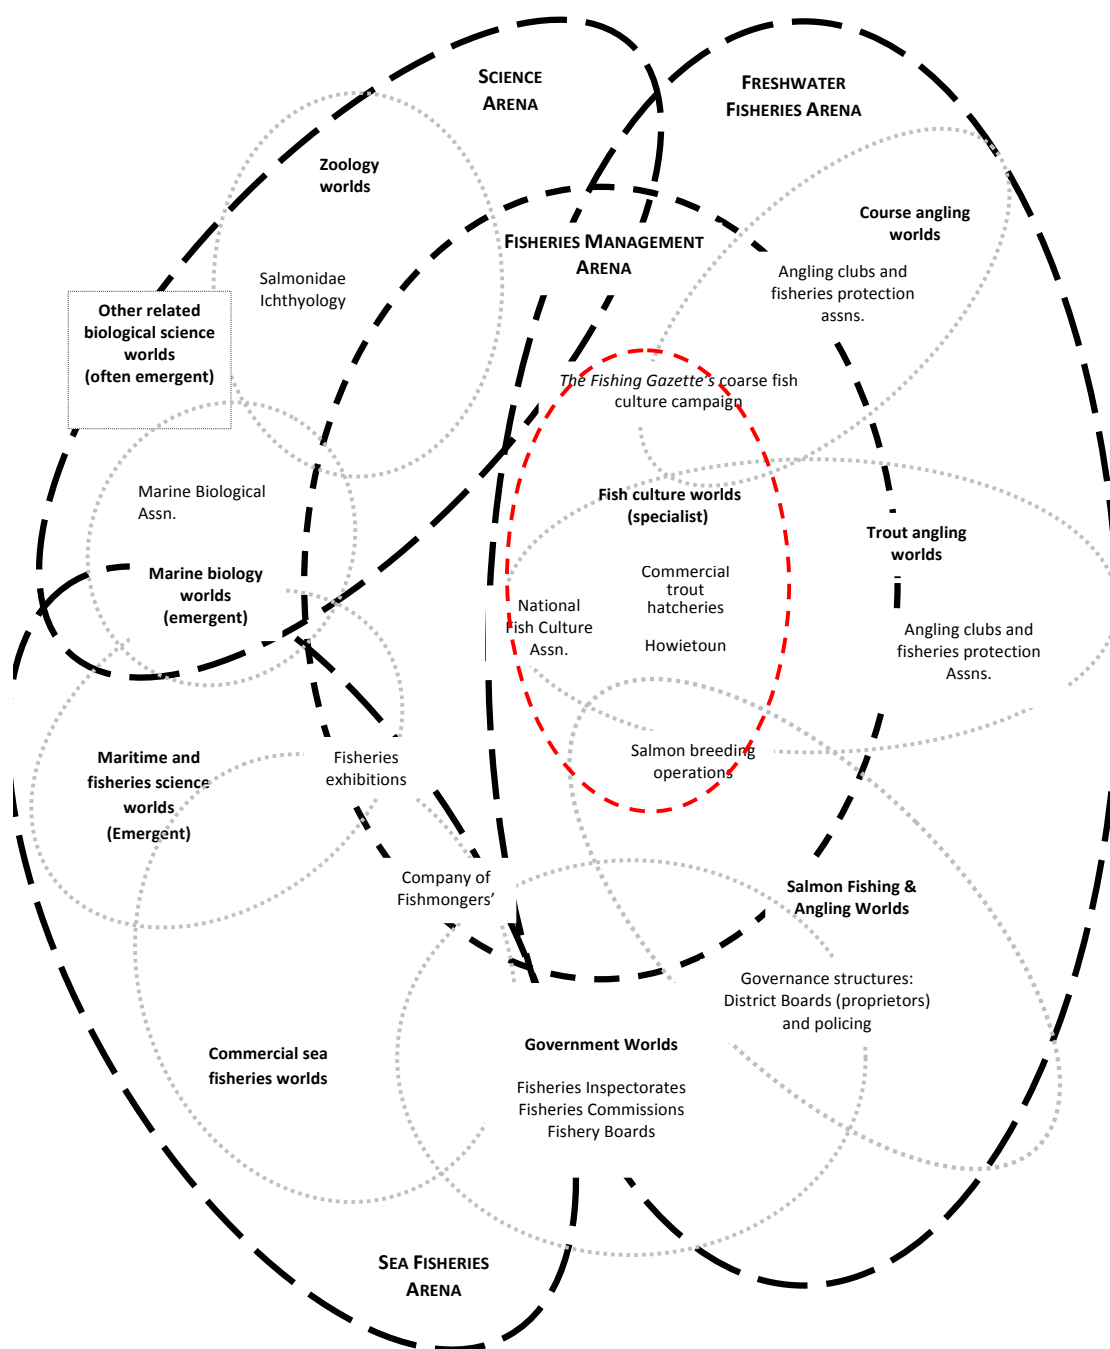 SCIENCE
ARENA
FRESHWATER
FISHERIES ARENA
Zoology
worlds
Course angling
worlds
FISHERIES MANAGEMENT
ARENA
Salmonidae
Ichthyology
Angling clubs and
fisheries protection
assns.
Other related
biological science
worlds
(often emergent)
The Fishing Gazette's coarse fish
culture campaign
Marine Biological
Assn.
Fish culture worlds
(specialist)
Trout angling
worlds
Marine biology
worlds
(emergent)
Commercial
trout
hatcheries
Howietoun
National
Fish Culture
Assn.
Angling clubs and
fisheries protection
Assns.
Maritime and
fisheries science
worlds
(Emergent)
Fisheries
exhibitions
Salmon breeding
operations
Company of
Fishmongers’
Salmon Fishing &
Angling Worlds
Governance structures:
District Boards (proprietors)
and policing
Commercial sea
fisheries worlds
Government Worlds
Fisheries Inspectorates
Fisheries Commissions
Fishery Boards
SEA FISHERIES
ARENA